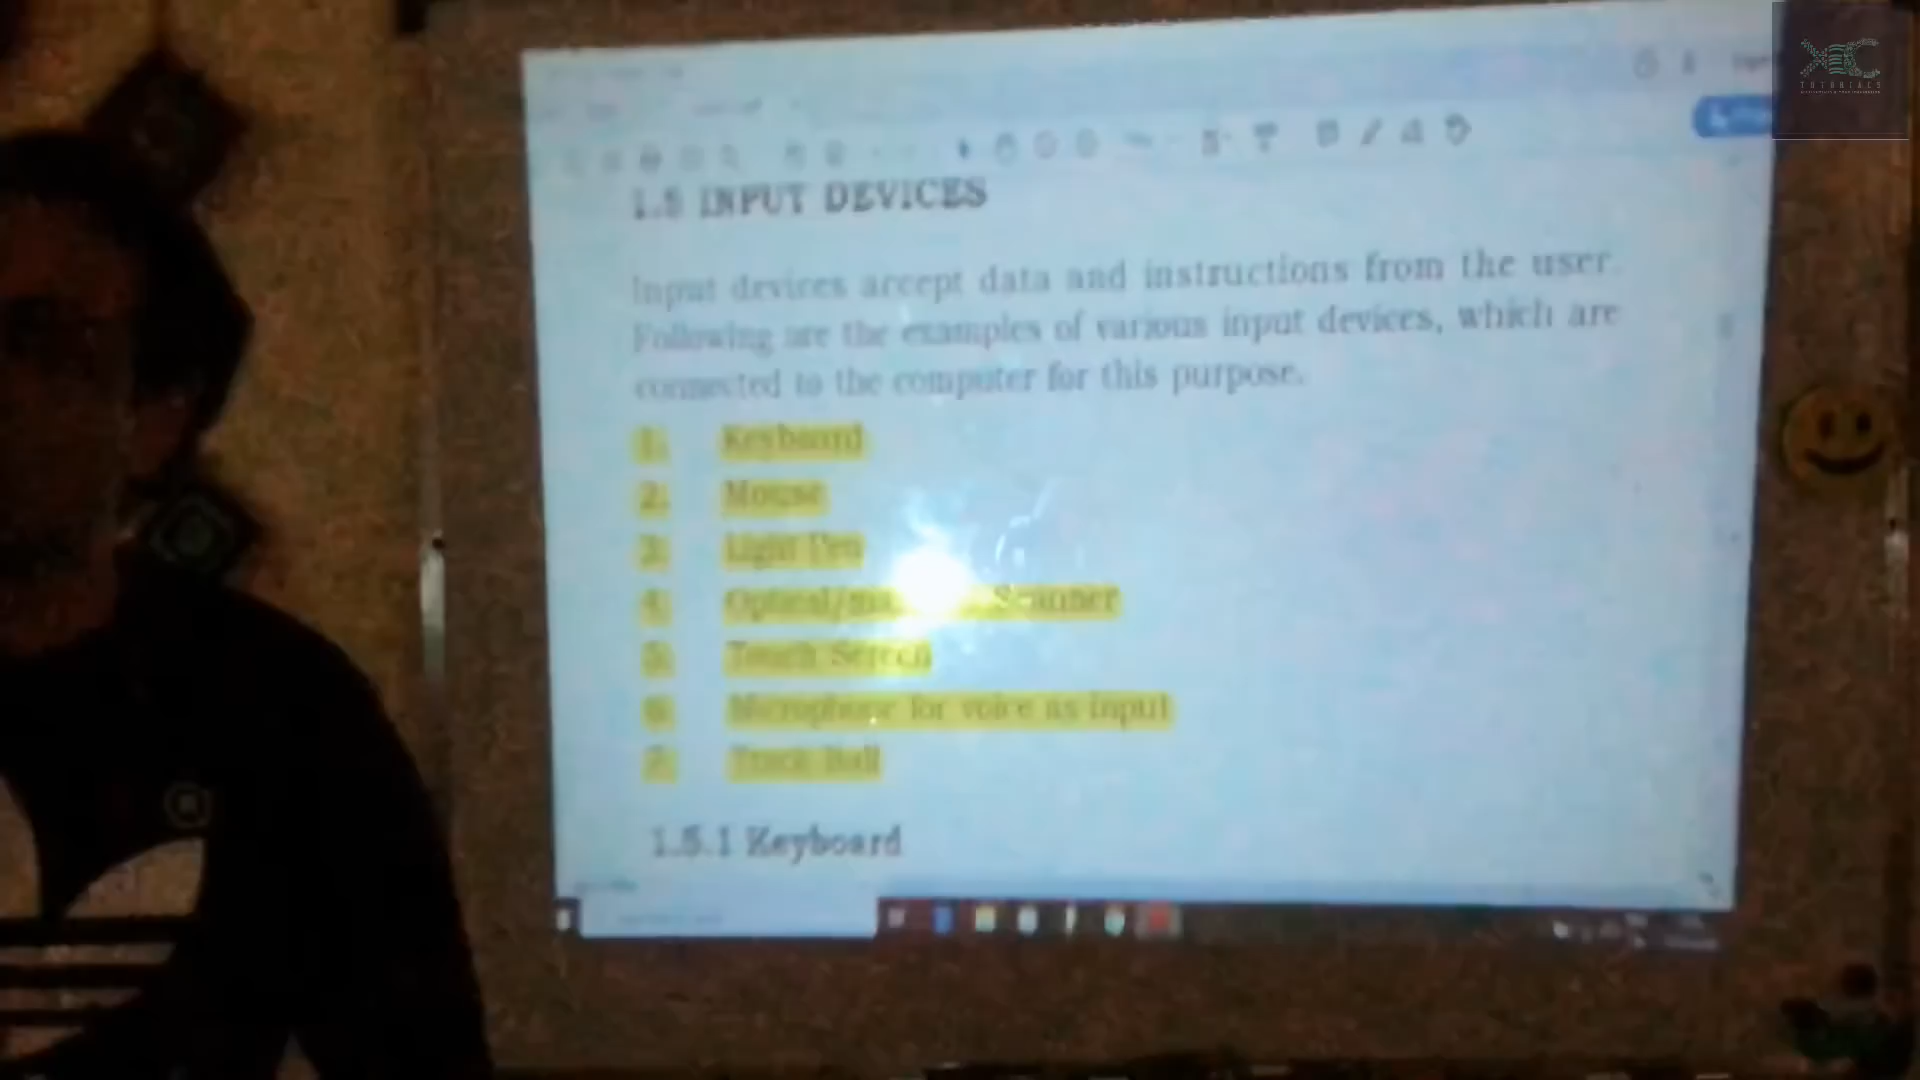 TUTORIALS
1.5 INPUT DEVICES
Input devices accept data and instructions from the user.
Following are the examples of various input devices, which are
connected to the computer for this purpose.
1. Keyboard
2. Mouse
3. Light Pen
4. Optical/ Scanner
5. Touch Screen
6. Microphone for voice as input
7. Track Ball
1.5.1 Keyboard